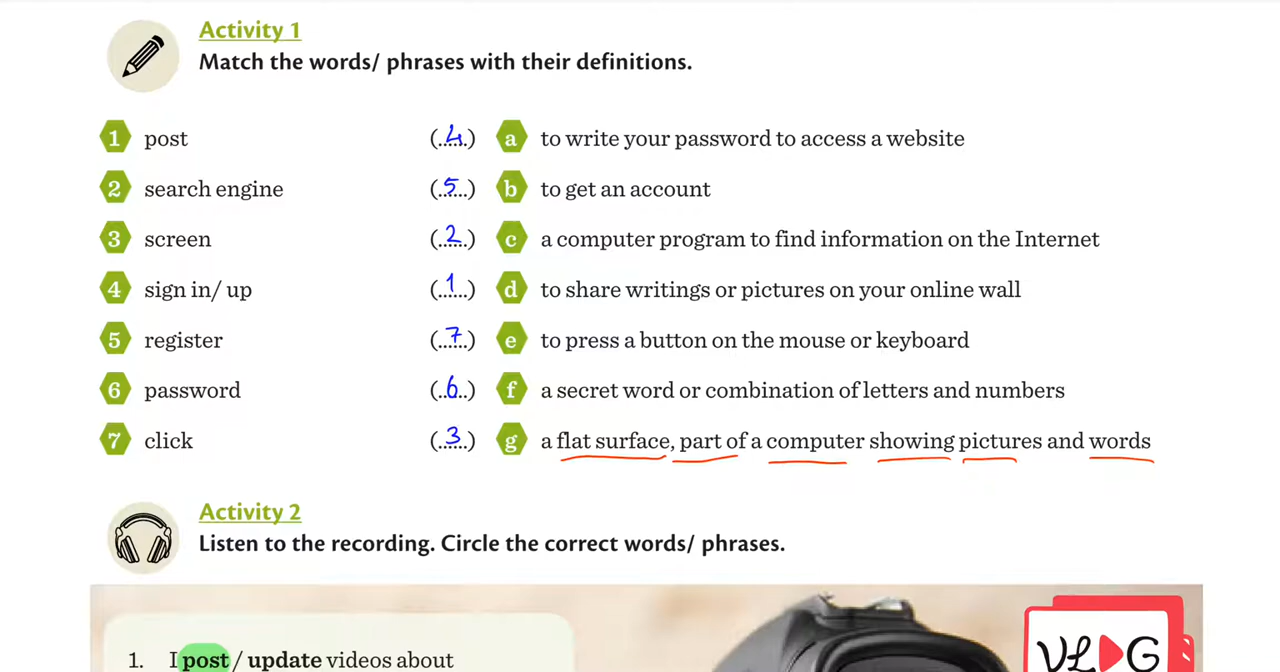 Activity 1
Match the words/ phrases with their definitions.
1 post (..4..) a to write your password to access a website
2 search engine (..5..) b to get an account
3 screen (..2..) c a computer program to find information on the Internet
4 sign in/ up (..1..) d to share writings or pictures on your online wall
5 register (..7..) e to press a button on the mouse or keyboard
6 password (..6..) f a secret word or combination of letters and numbers
7 click (..3..) g a flat surface, part of a computer showing pictures and words
Activity 2
Listen to the recording. Circle the correct words/ phrases.
1. I post / update videos about
VLOG